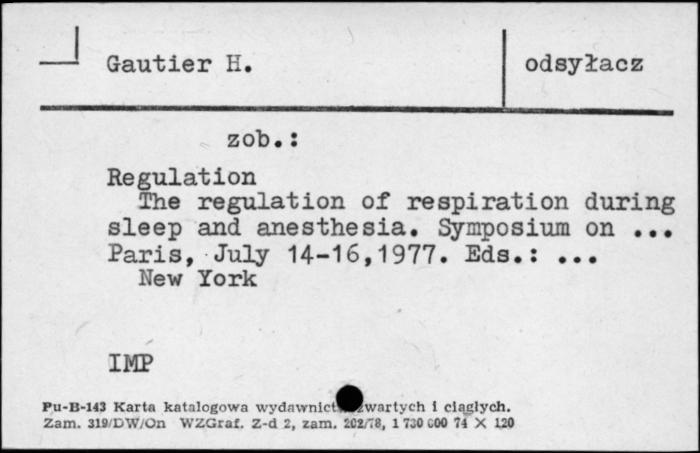 Gautier H. odsyłacz
zob.:
Regulation
The regulation of respiration during
sleep and anesthesia. Symposium on ...
Paris, July 14-16,1977. Eds.: ...
New York
IMP
Pu-B-143 Karta katalogowa wydawnict zwartych i ciągłych.
Zam. 319/DW/On WZGraf. Z-d 2, zam. 202/78, 1 730 000 74 × 120